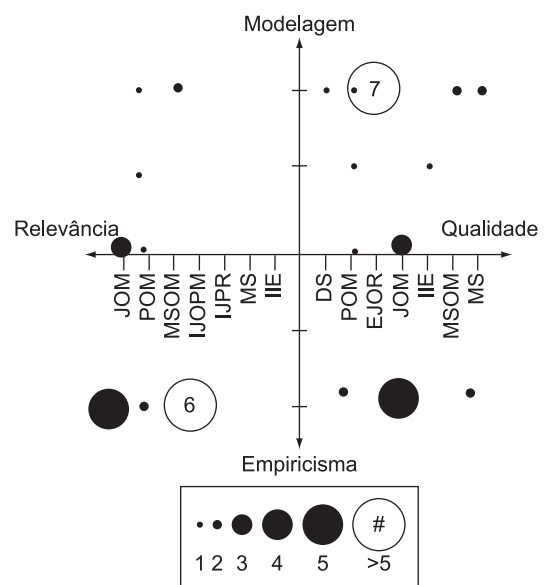 Modelagem
7
Relevância
Qualidade
JOM
POM
MSOM
IJOPM
IJPR
MS
IIE
DS
POM
EJOR
JOM
IIE
MSOM
MS
6
Empiricisma
#
1 2 3 4 5 >5